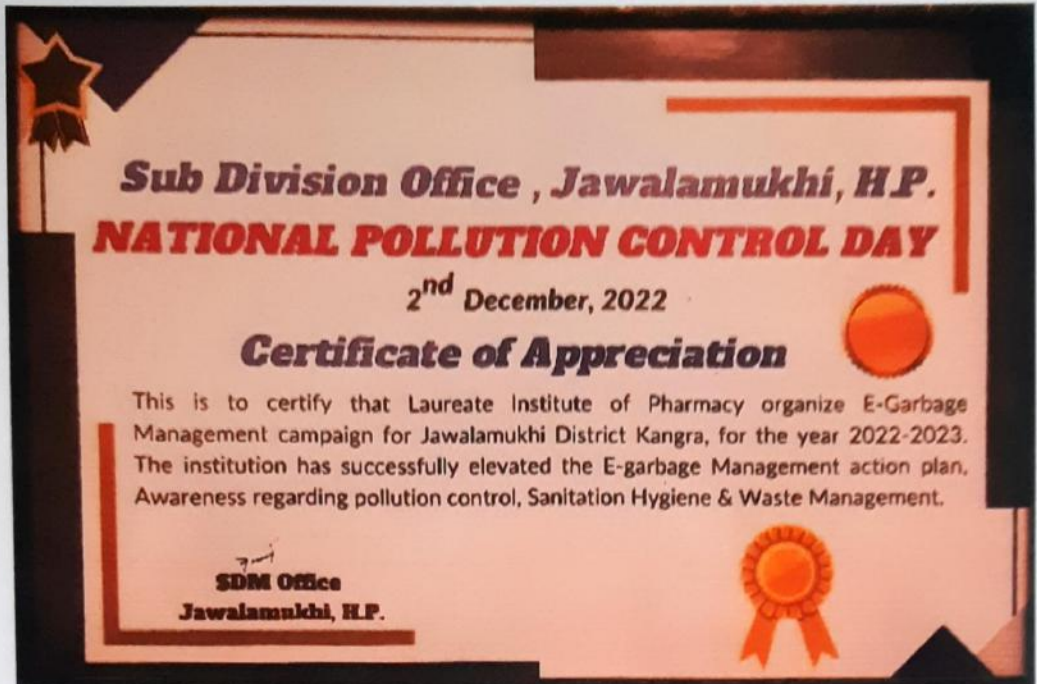 Sub Division Office , Jawalamukhi, H.P.
NATIONAL POLLUTION CONTROL DAY
2nd December, 2022
Certificate of Appreciation
This is to certify that Laureate Institute of Pharmacy organize E-Garbage
Management campaign for Jawalamukhi District Kangra, for the year 2022-2023.
The institution has successfully elevated the E-garbage Management action plan,
Awareness regarding pollution control, Sanitation Hygiene & Waste Management.
SDM Office
Jawalamukhi, H.P.